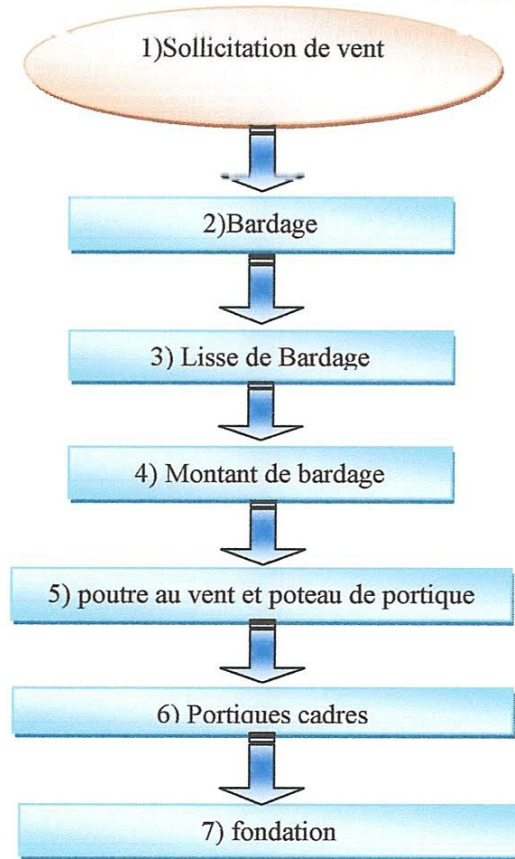 1)Sollicitation de vent
2)Bardage
3) Lisse de Bardage
4) Montant de bardage
5) poutre au vent et poteau de portique
6) Portiques cadres
7) fondation